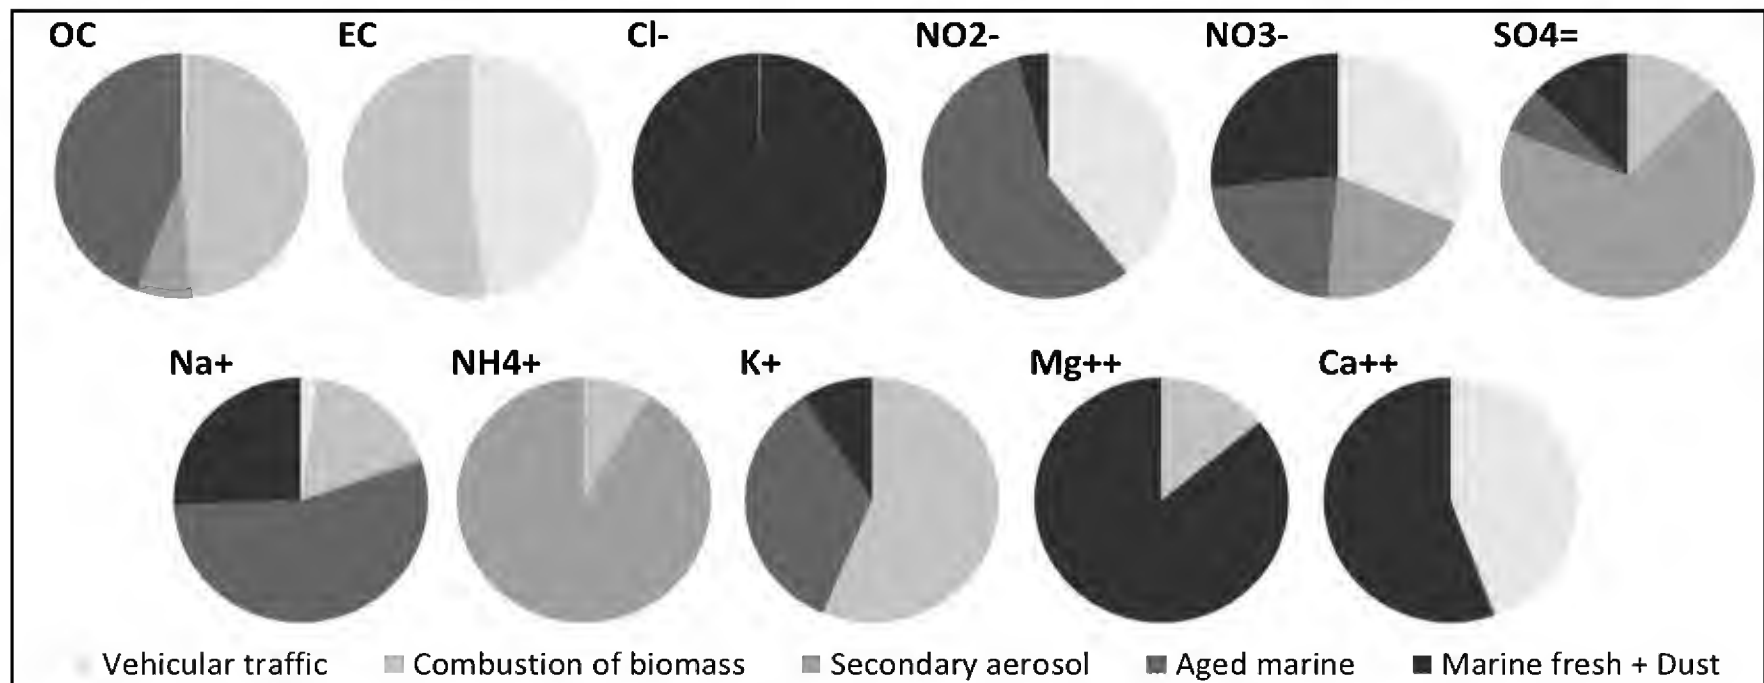 OC EC Cl- NO2- NO3- SO4=
Na+ NH4+ K+ Mg++ Ca++
Vehicular traffic Combustion of biomass Secondary aerosol Aged marine Marine fresh + Dust